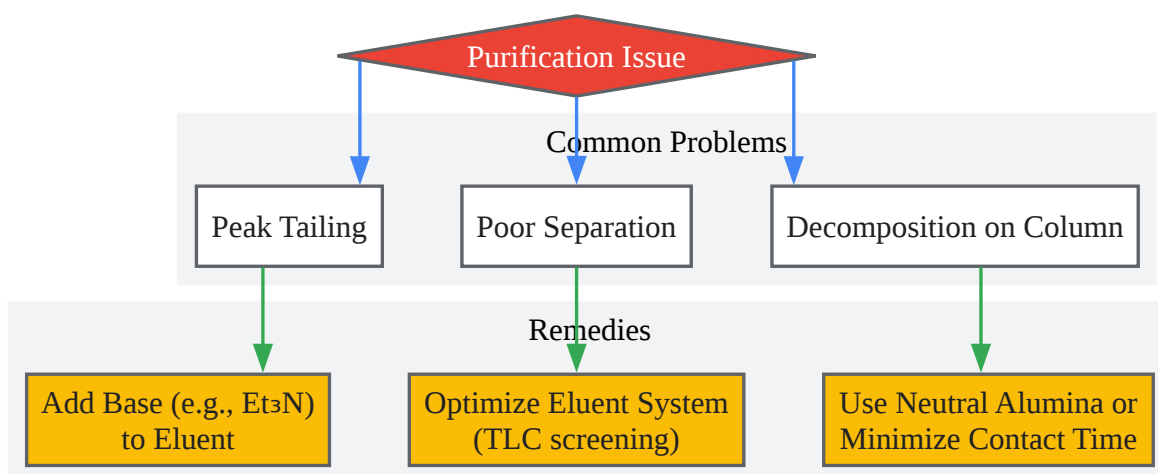 Purification Issue
Common Problems
Peak Tailing
Poor Separation
Decomposition on Column
Remedies
Add Base (e.g., Et₃N)
to Eluent
Optimize Eluent System
(TLC screening)
Use Neutral Alumina or
Minimize Contact Time